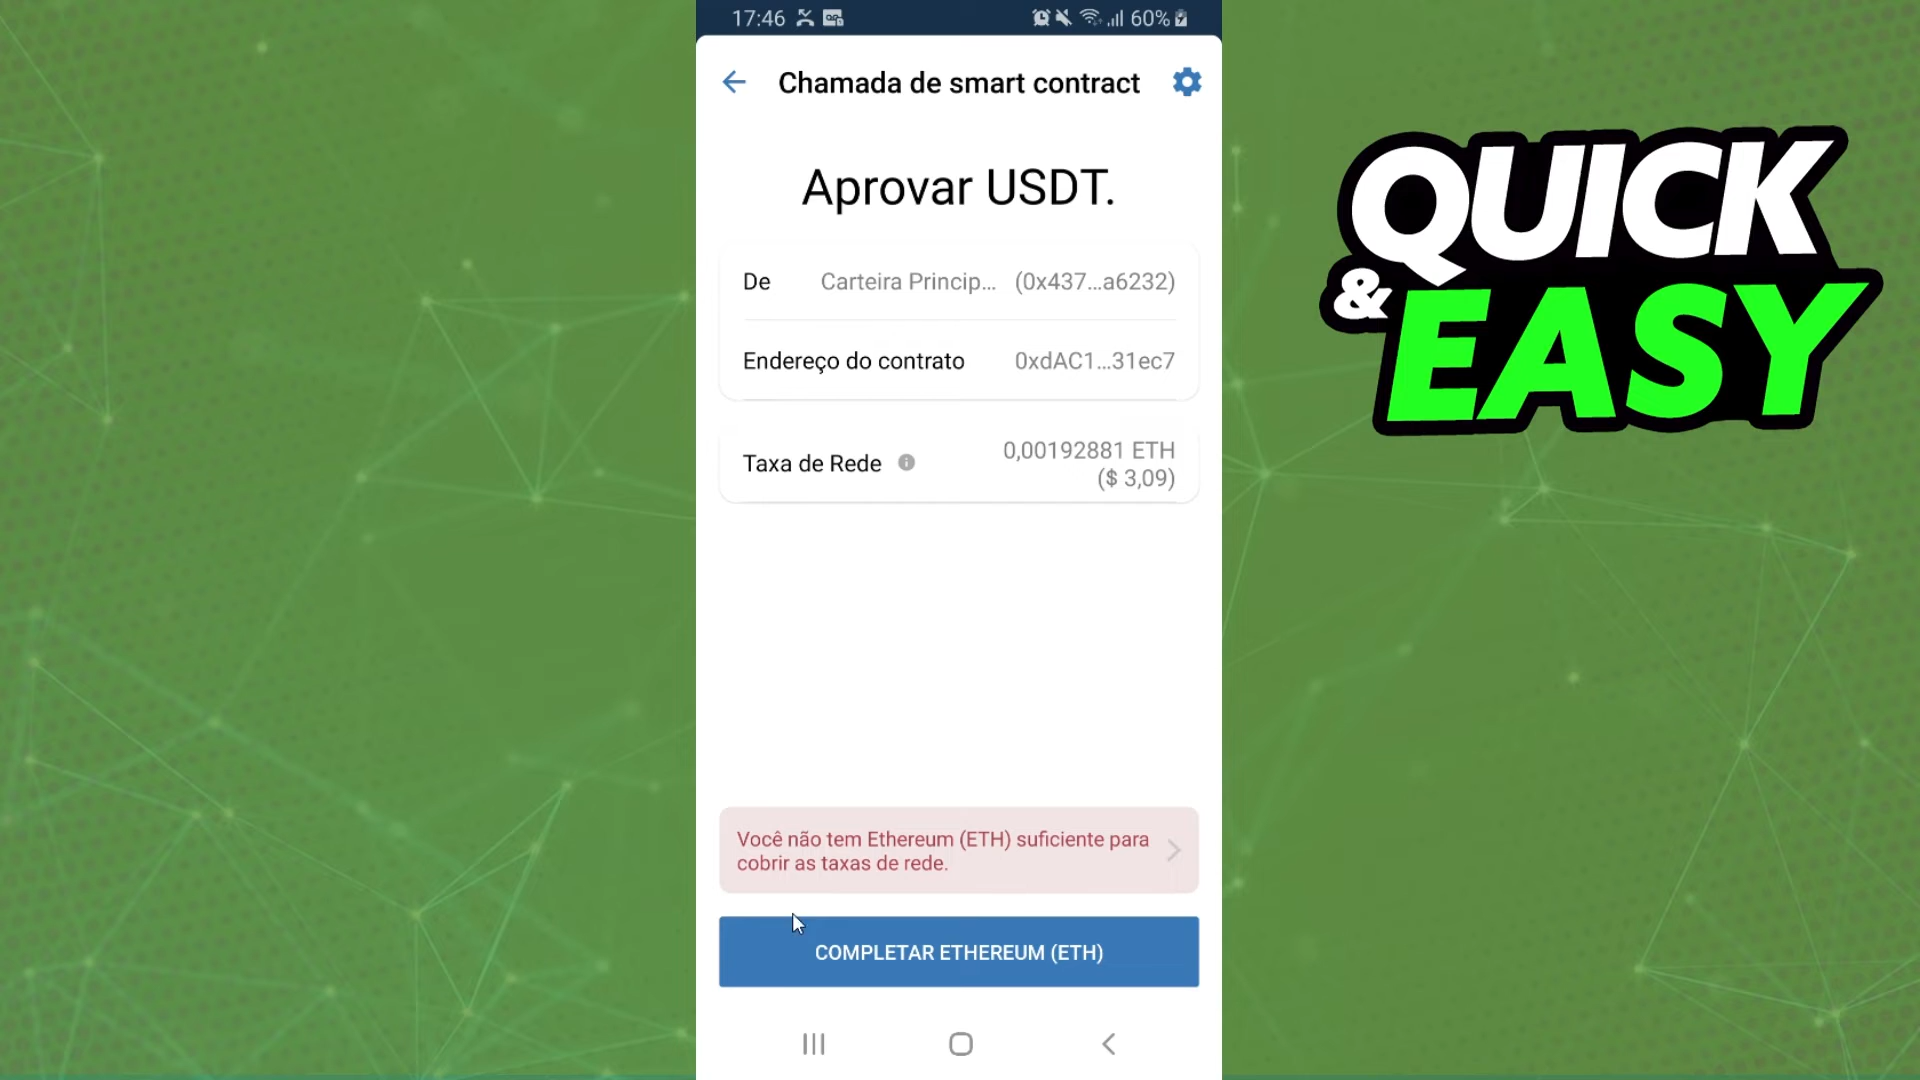 17:46
60%
Chamada de smart contract
Aprovar USDT.
De Carteira Princip... (0x437...a6232)
Endereço do contrato 0xdAC1...31ec7
Taxa de Rede 0,00192881 ETH
($ 3,09)
Você não tem Ethereum (ETH) suficiente para
cobrir as taxas de rede.
COMPLETAR ETHEREUM (ETH)
QUICK
& EASY